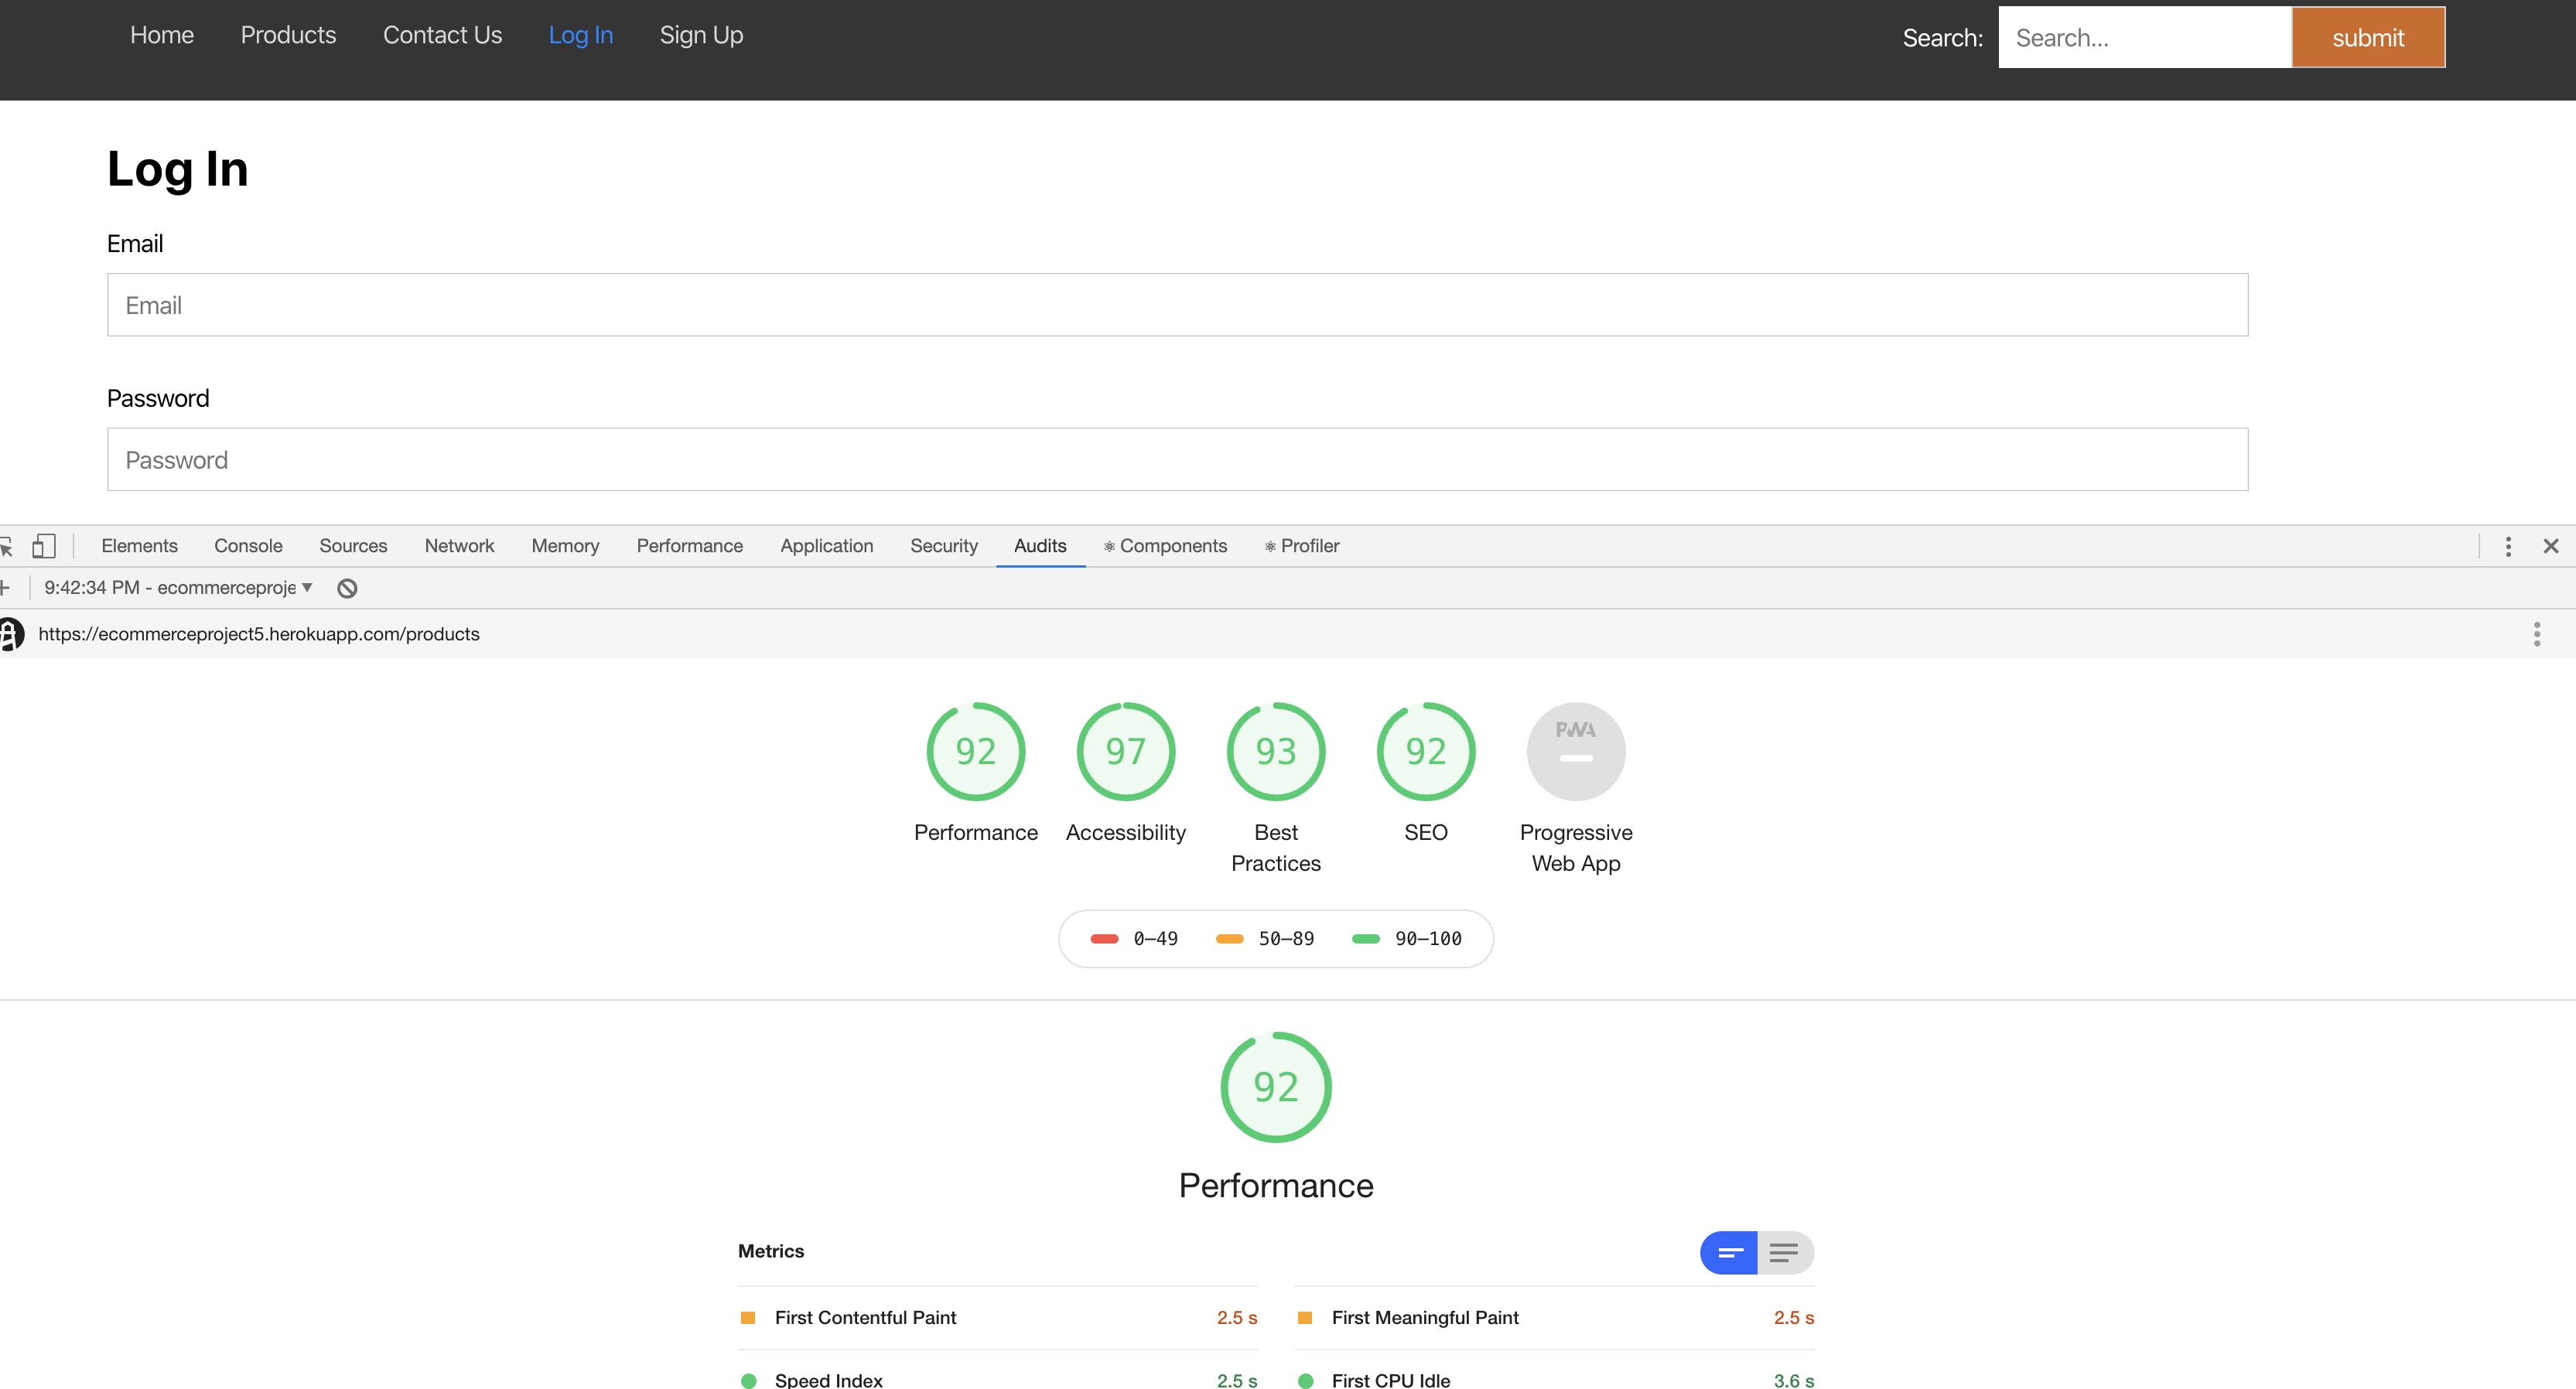 Home Products Contact Us Log In Sign Up Search: Search... submit
Log In
Email
Email
Password
Password
Elements Console Sources Network Memory Performance Application Security Audits ⚛ Components ⚛ Profiler
9:42:34 PM - ecommerceproje
https://ecommerceproject5.herokuapp.com/products
92 97 93 92 PWA
Performance Accessibility Best Practices SEO Progressive Web App
0–49 50–89 90–100
92
Performance
Metrics
First Contentful Paint 2.5 s First Meaningful Paint 2.5 s
Speed Index 2.5 s First CPU Idle 3.6 s